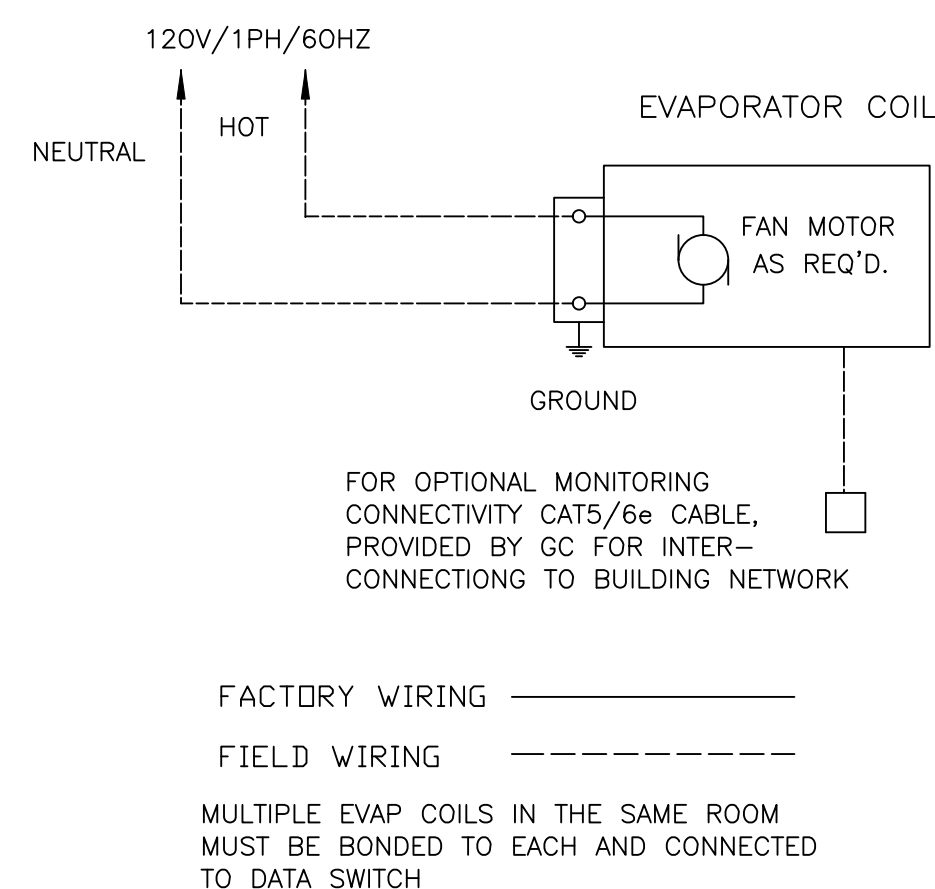 120V/1PH/60HZ
HOT
NEUTRAL
EVAPORATOR COIL
FAN MOTOR
AS REQ'D.
GROUND
FOR OPTIONAL MONITORING
CONNECTIVITY CAT5/6e CABLE,
PROVIDED BY GC FOR INTER-
CONNECTIONG TO BUILDING NETWORK
FACTORY WIRING
FIELD WIRING
MULTIPLE EVAP COILS IN THE SAME ROOM
MUST BE BONDED TO EACH AND CONNECTED
TO DATA SWITCH